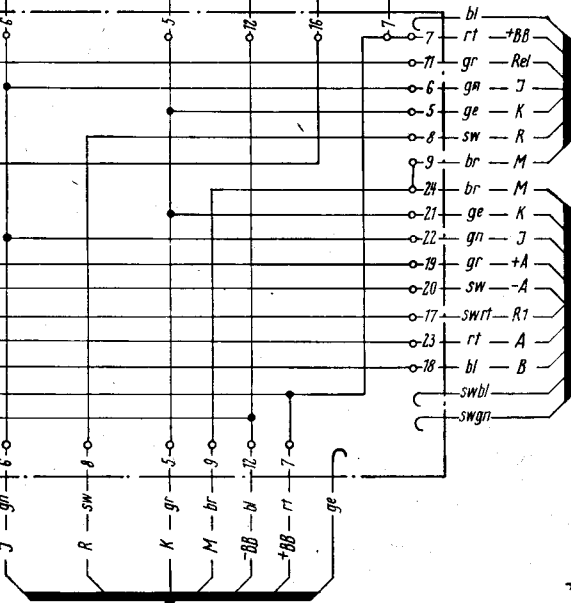 6 5 12 16 7
bl
7 rt +BB
11 gr Rel
6 gn J
5 ge K
8 sw R
9 br M
24 br M
21 ge K
22 gn J
19 gr +A
20 sw -A
17 swrt R1
23 rt A
18 bl B
swbl
swgn
6 8 5 9 12 7
gn sw gr br bl rt ge
J R K M -BB +BB